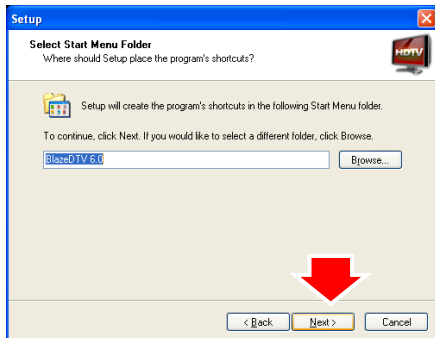 Setup
Select Start Menu Folder
Where should Setup place the program's shortcuts?
HDTV
Setup will create the program's shortcuts in the following Start Menu folder.
To continue, click Next. If you would like to select a different folder, click Browse.
BlazeDTV 6.0
Browse...
< Back
Next >
Cancel